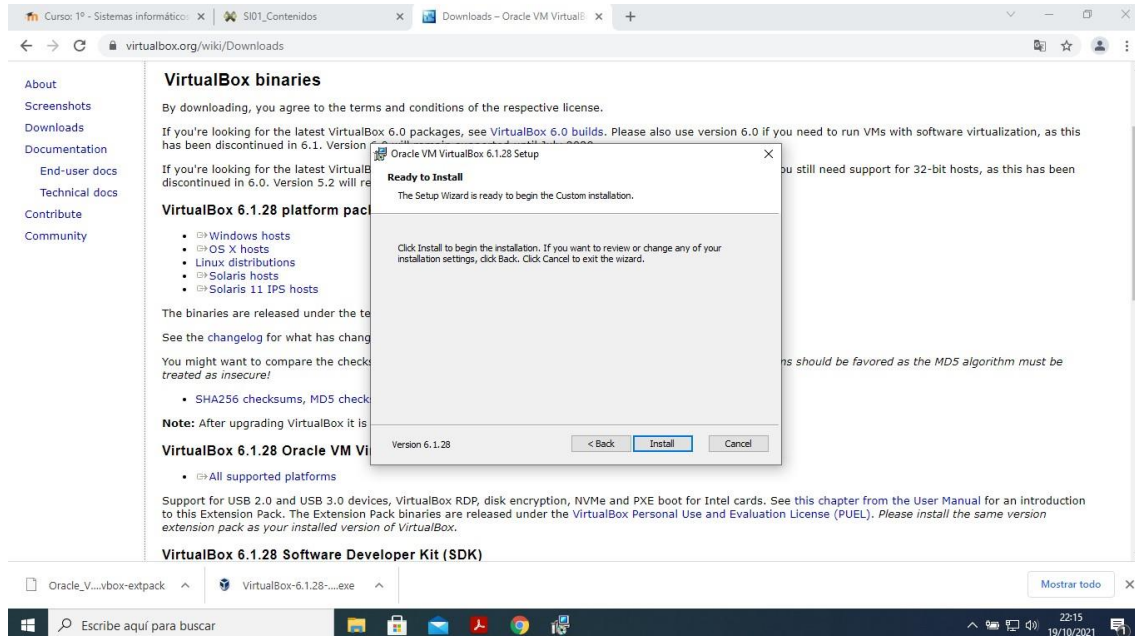 Curso: 1º - Sistemas informático
SI01_Contenidos
Downloads – Oracle VM VirtualB
virtualbox.org/wiki/Downloads
About
Screenshots
Downloads
Documentation
End-user docs
Technical docs
Contribute
Community
VirtualBox binaries
By downloading, you agree to the terms and conditions of the respective license.
If you're looking for the latest VirtualBox 6.0 packages, see VirtualBox 6.0 builds. Please also use version 6.0 if you need to run VMs with software virtualization, as this
has been discontinued in 6.1. Version 6.0 will remain supported until July 2020.
If you're looking for the latest VirtualB
ou still need support for 32-bit hosts, as this has been
discontinued in 6.0. Version 5.2 will re
VirtualBox 6.1.28 platform pac
Windows hosts
OS X hosts
Linux distributions
Solaris hosts
Solaris 11 IPS hosts
The binaries are released under the te
See the changelog for what has chang
You might want to compare the check
ns should be favored as the MD5 algorithm must be
treated as insecure!
SHA256 checksums, MD5 check
Note: After upgrading VirtualBox it is
VirtualBox 6.1.28 Oracle VM Vi
All supported platforms
Support for USB 2.0 and USB 3.0 devices, VirtualBox RDP, disk encryption, NVMe and PXE boot for Intel cards. See this chapter from the User Manual for an introduction
to this Extension Pack. The Extension Pack binaries are released under the VirtualBox Personal Use and Evaluation License (PUEL). Please install the same version
extension pack as your installed version of VirtualBox.
VirtualBox 6.1.28 Software Developer Kit (SDK)
Oracle VM VirtualBox 6.1.28 Setup
Ready to Install
The Setup Wizard is ready to begin the Custom installation.
Click Install to begin the installation. If you want to review or change any of your
installation settings, click Back. Click Cancel to exit the wizard.
Version 6.1.28
< Back
Install
Cancel
Oracle_V....vbox-extpack
VirtualBox-6.1.28-....exe
Mostrar todo
Escribe aquí para buscar
22:15
19/10/2021
1